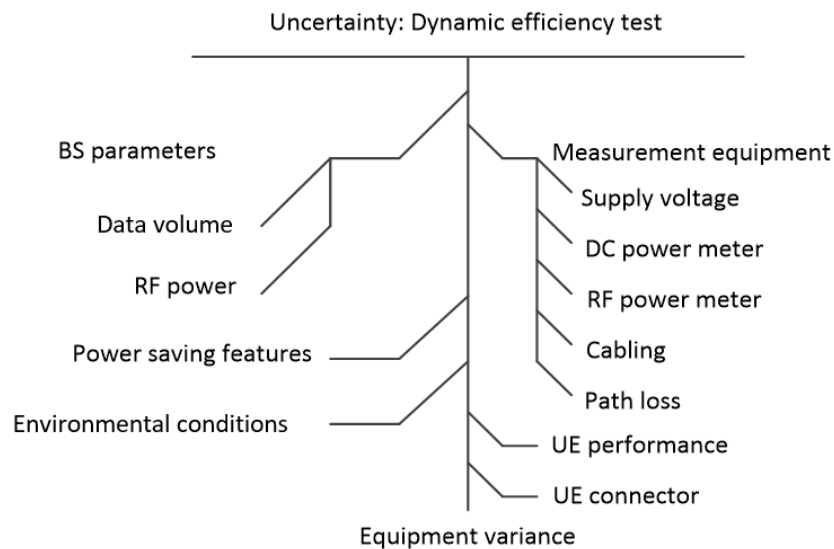 Uncertainty: Dynamic efficiency test
BS parameters
Data volume
RF power
Power saving features
Environmental conditions
Measurement equipment
Supply voltage
DC power meter
RF power meter
Cabling
Path loss
UE performance
UE connector
Equipment variance